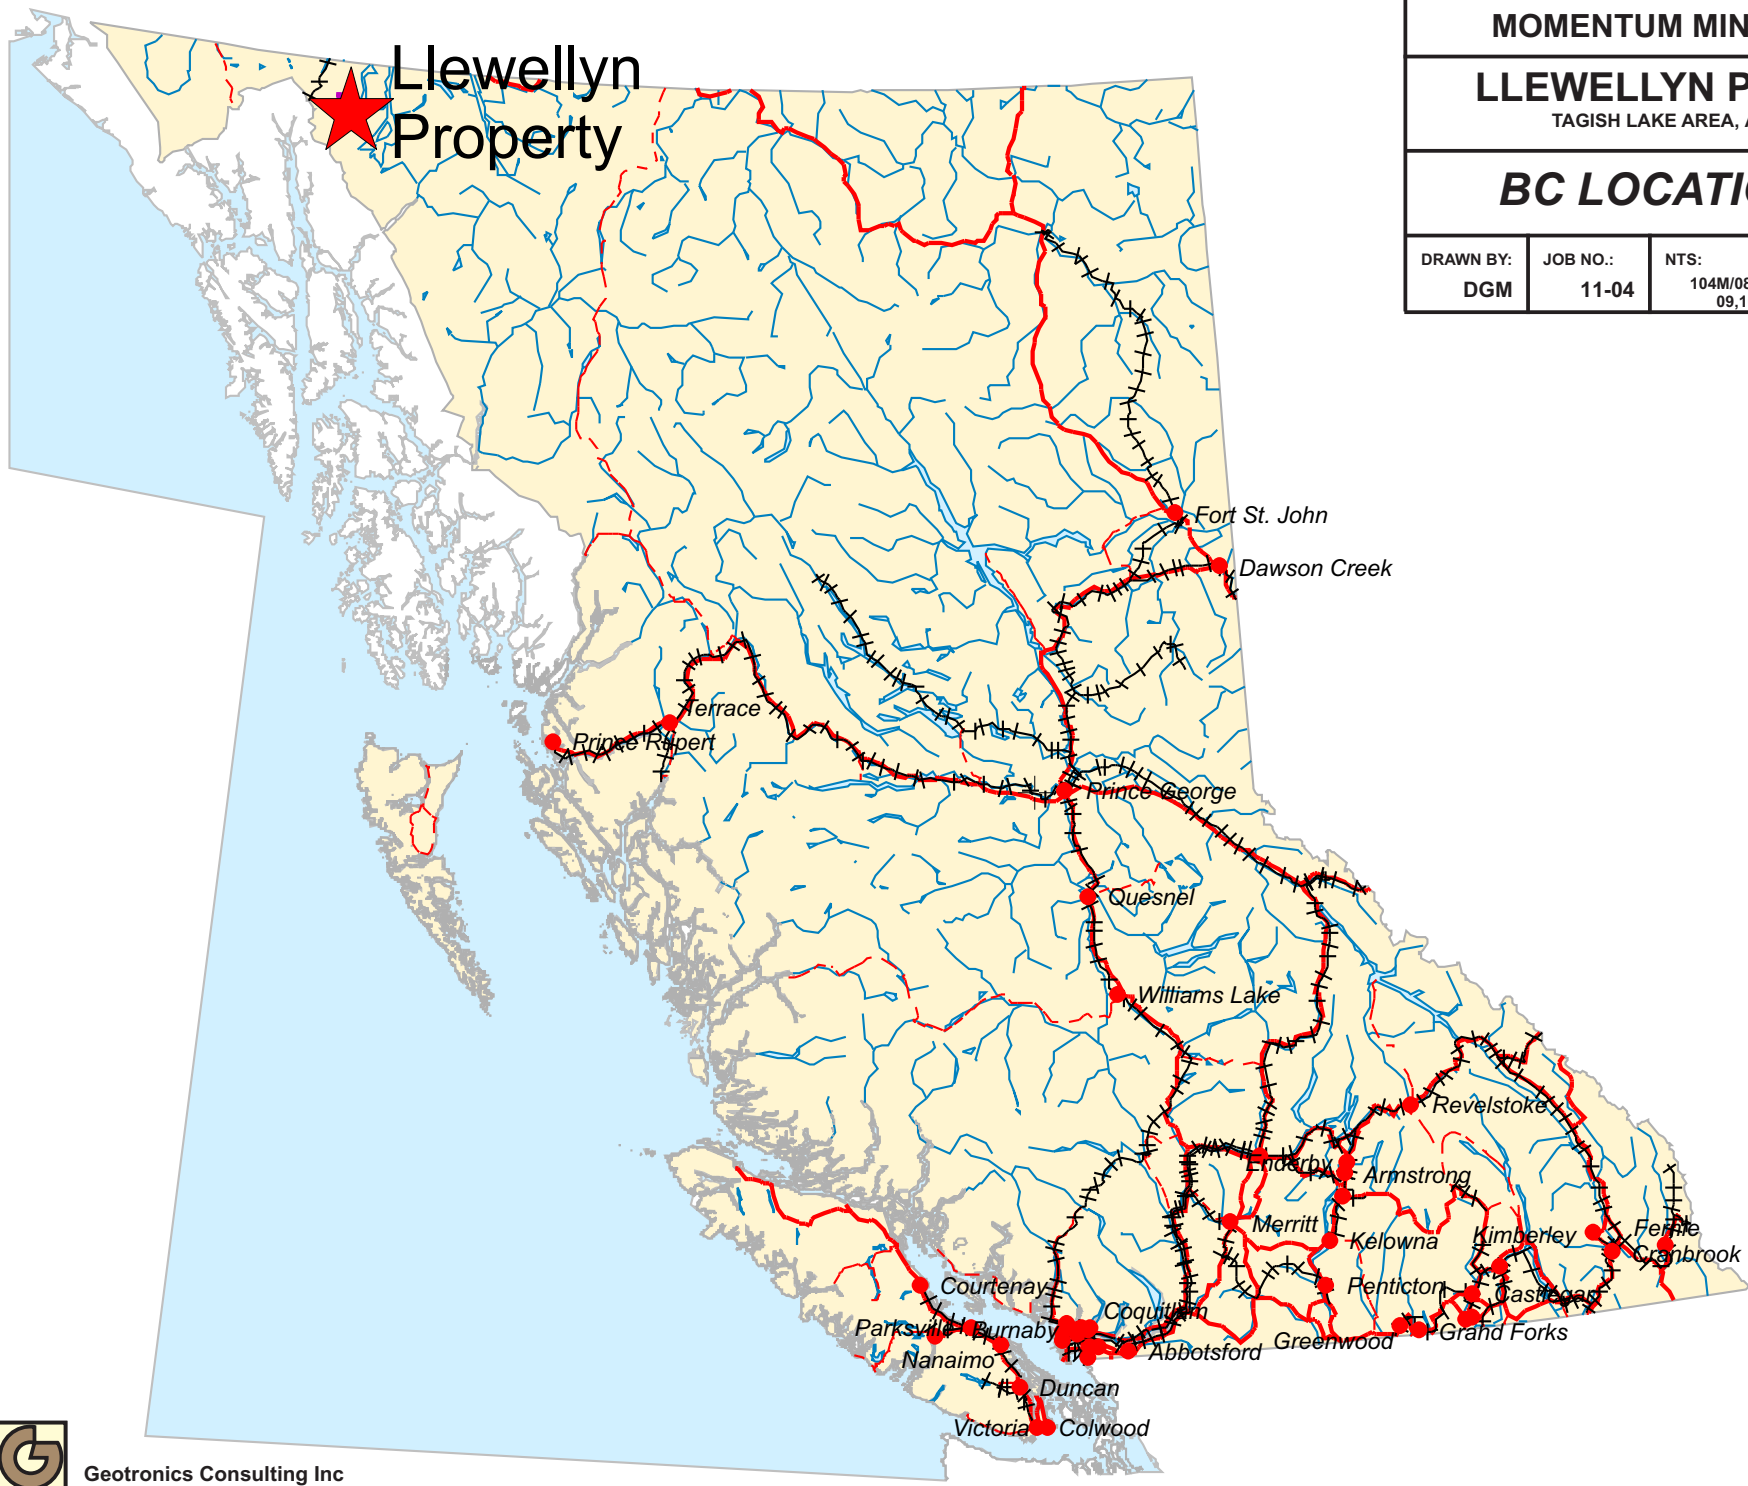 MOMENTUM MIN
LLEWELLYN P
TAGISH LAKE AREA,
BC LOCATIO
DRAWN BY:
DGM
JOB NO.:
11-04
NTS:
104M/08
09,1
Llewellyn
Property
Fort St. John
Dawson Creek
Terrace
Prince Rupert
Prince George
Quesnel
Williams Lake
Revelstoke
Enderby
Armstrong
Merritt
Kelowna
Kimberley
Fernie
Cranbrook
Courtenay
Penticton
Castlegar
Coquitlam
Parksville
Burnaby
Greenwood
Grand Forks
Nanaimo
Abbotsford
Duncan
Victoria
Colwood
G
Geotronics Consulting Inc